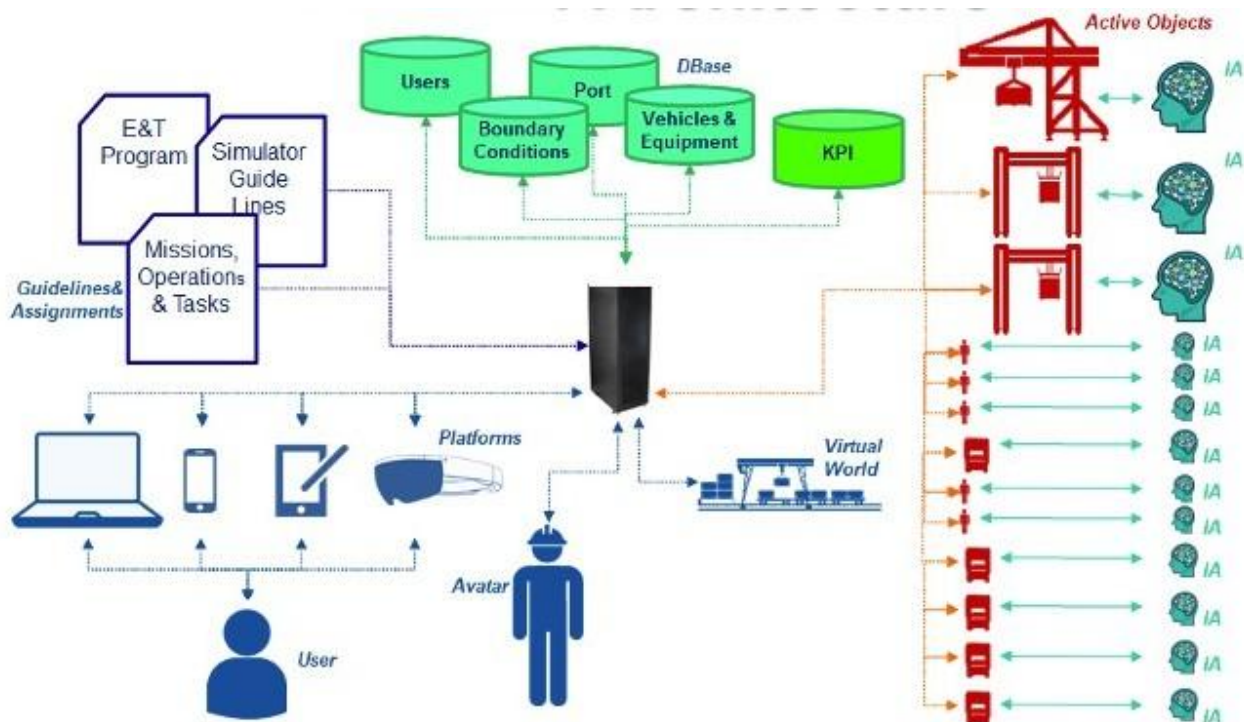 Active Objects
Users
Port
DBase
Boundary
Conditions
Vehicles &
Equipment
KPI
E&T
Program
Simulator
Guide
Lines
Missions,
Operations
& Tasks
Guidelines&
Assignments
Platforms
Virtual
World
Avatar
User
IA
IA
IA
IA
IA
IA
IA
IA
IA
IA
IA
IA
IA